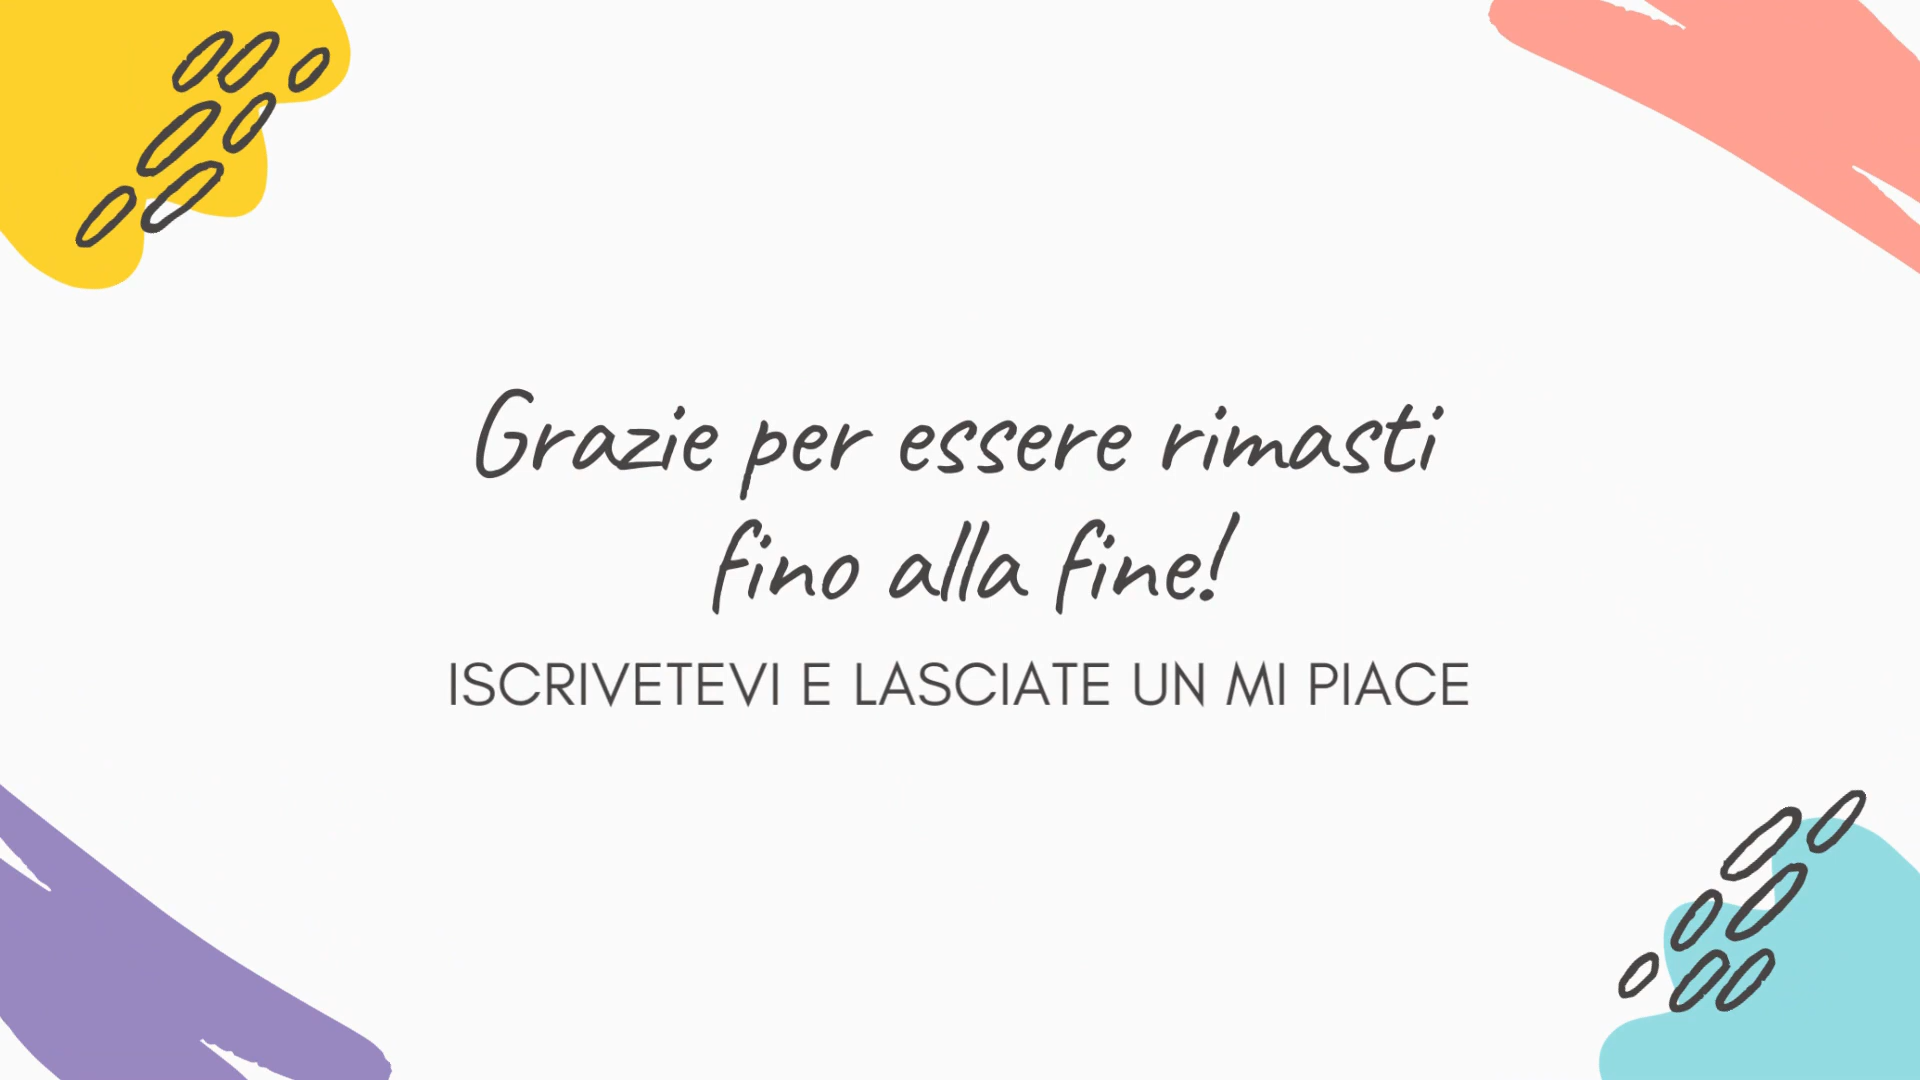 Grazie per essere rimasti
fino alla fine!
ISCRIVETEVI E LASCIATE UN MI PIACE